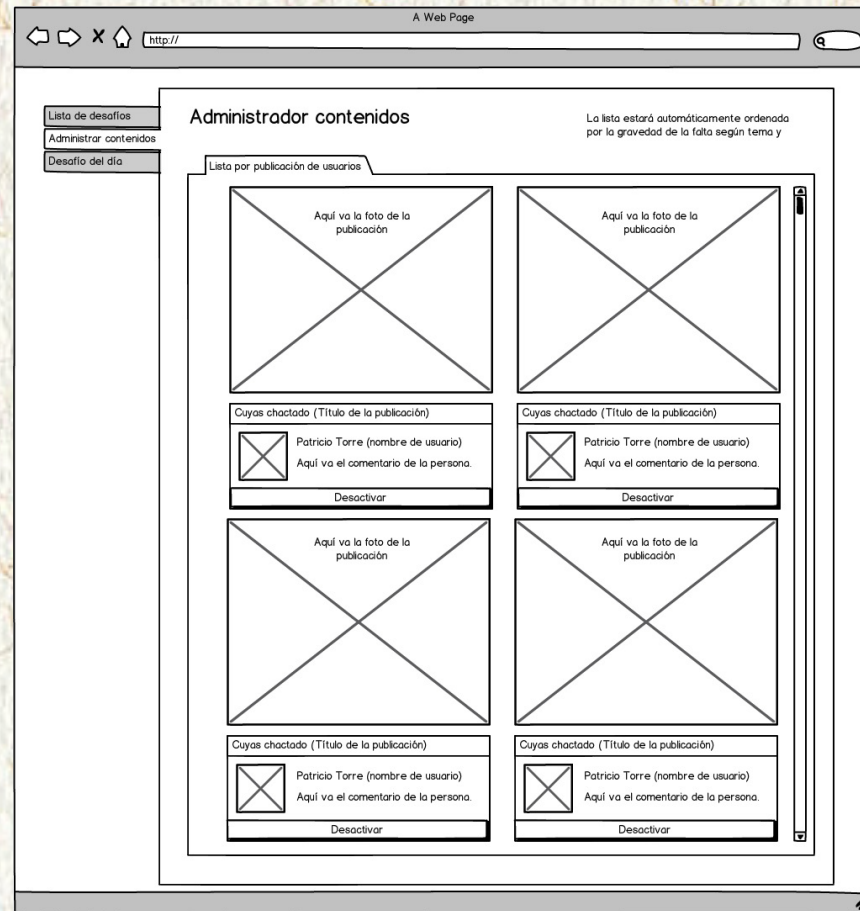 A Web Page
http://
Lista de desafíos
Administrar contenidos
Desafío del día
Administrador contenidos
La lista estará automáticamente ordenada
por la gravedad de la falta según tema y
Lista por publicación de usuarios
Aquí va la foto de la
publicación
Aquí va la foto de la
publicación
Cuyas chactado (Título de la publicación)
Patricio Torre (nombre de usuario)
Aquí va el comentario de la persona.
Desactivar
Cuyas chactado (Título de la publicación)
Patricio Torre (nombre de usuario)
Aquí va el comentario de la persona.
Desactivar
Aquí va la foto de la
publicación
Aquí va la foto de la
publicación
Cuyas chactado (Título de la publicación)
Patricio Torre (nombre de usuario)
Aquí va el comentario de la persona.
Desactivar
Cuyas chactado (Título de la publicación)
Patricio Torre (nombre de usuario)
Aquí va el comentario de la persona.
Desactivar